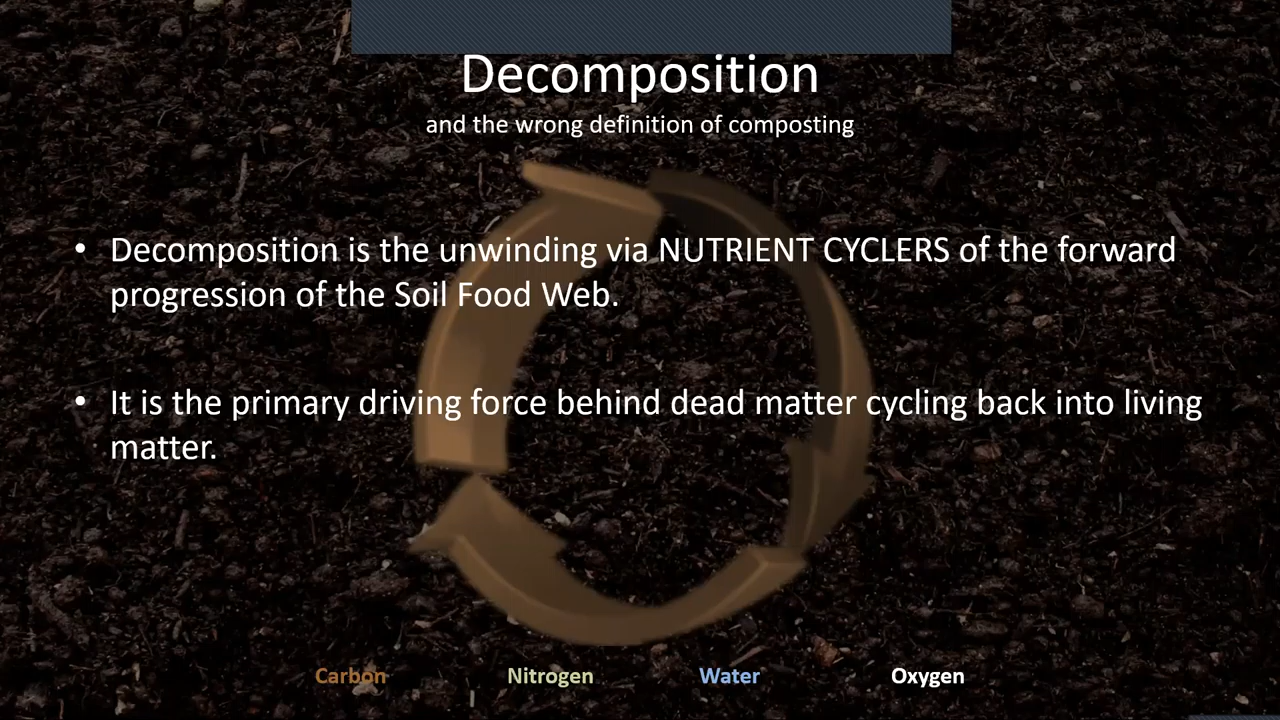 Decomposition
and the wrong definition of composting
• Decomposition is the unwinding via NUTRIENT CYCLERS of the forward
progression of the Soil Food Web.
• It is the primary driving force behind dead matter cycling back into living
matter.
Carbon Nitrogen Water Oxygen